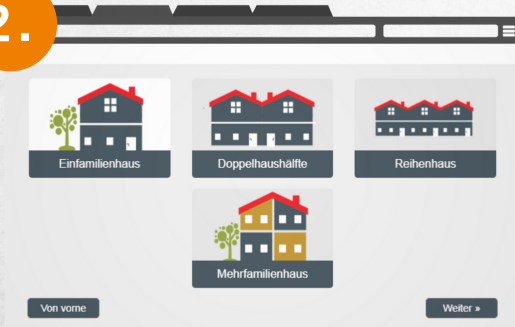 2.
Einfamilienhaus
Doppelhaushälfte
Reihenhaus
Mehrfamilienhaus
Von vorne
Weiter »